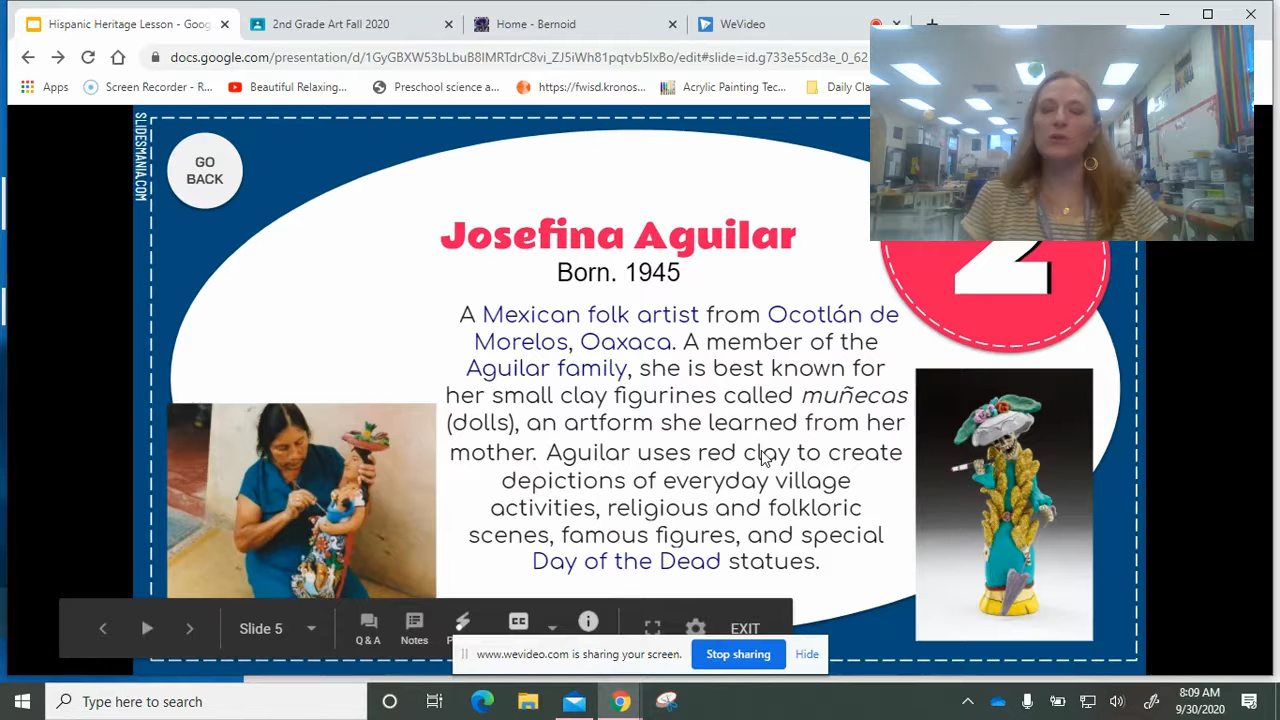 Hispanic Heritage Lesson - Goog
2nd Grade Art Fall 2020
Home - Bernoid
WeVideo
docs.google.com/presentation/d/1GyGBXW53bLbuB8IMRTdrC8vi_ZJ5iWh81pqtvb5lxBo/edit#slide=id.g733e55cd3e_0_62
Apps
Screen Recorder - R...
Beautiful Relaxing...
Preschool science a...
https://fwisd.kronos...
Acrylic Painting Tec...
Daily Cla
SLIDESMANIA.COM
GO
BACK
2
Josefina Aguilar
Born. 1945
A Mexican folk artist from Ocotlán de
Morelos, Oaxaca. A member of the
Aguilar family, she is best known for
her small clay figurines called muñecas
(dolls), an artform she learned from her
mother. Aguilar uses red clay to create
depictions of everyday village
activities, religious and folkloric
scenes, famous figures, and special
Day of the Dead statues.
Slide 5
Q & A
Notes
CC
EXIT
www.wevideo.com is sharing your screen.
Stop sharing
Hide
Type here to search
8:09 AM
9/30/2020